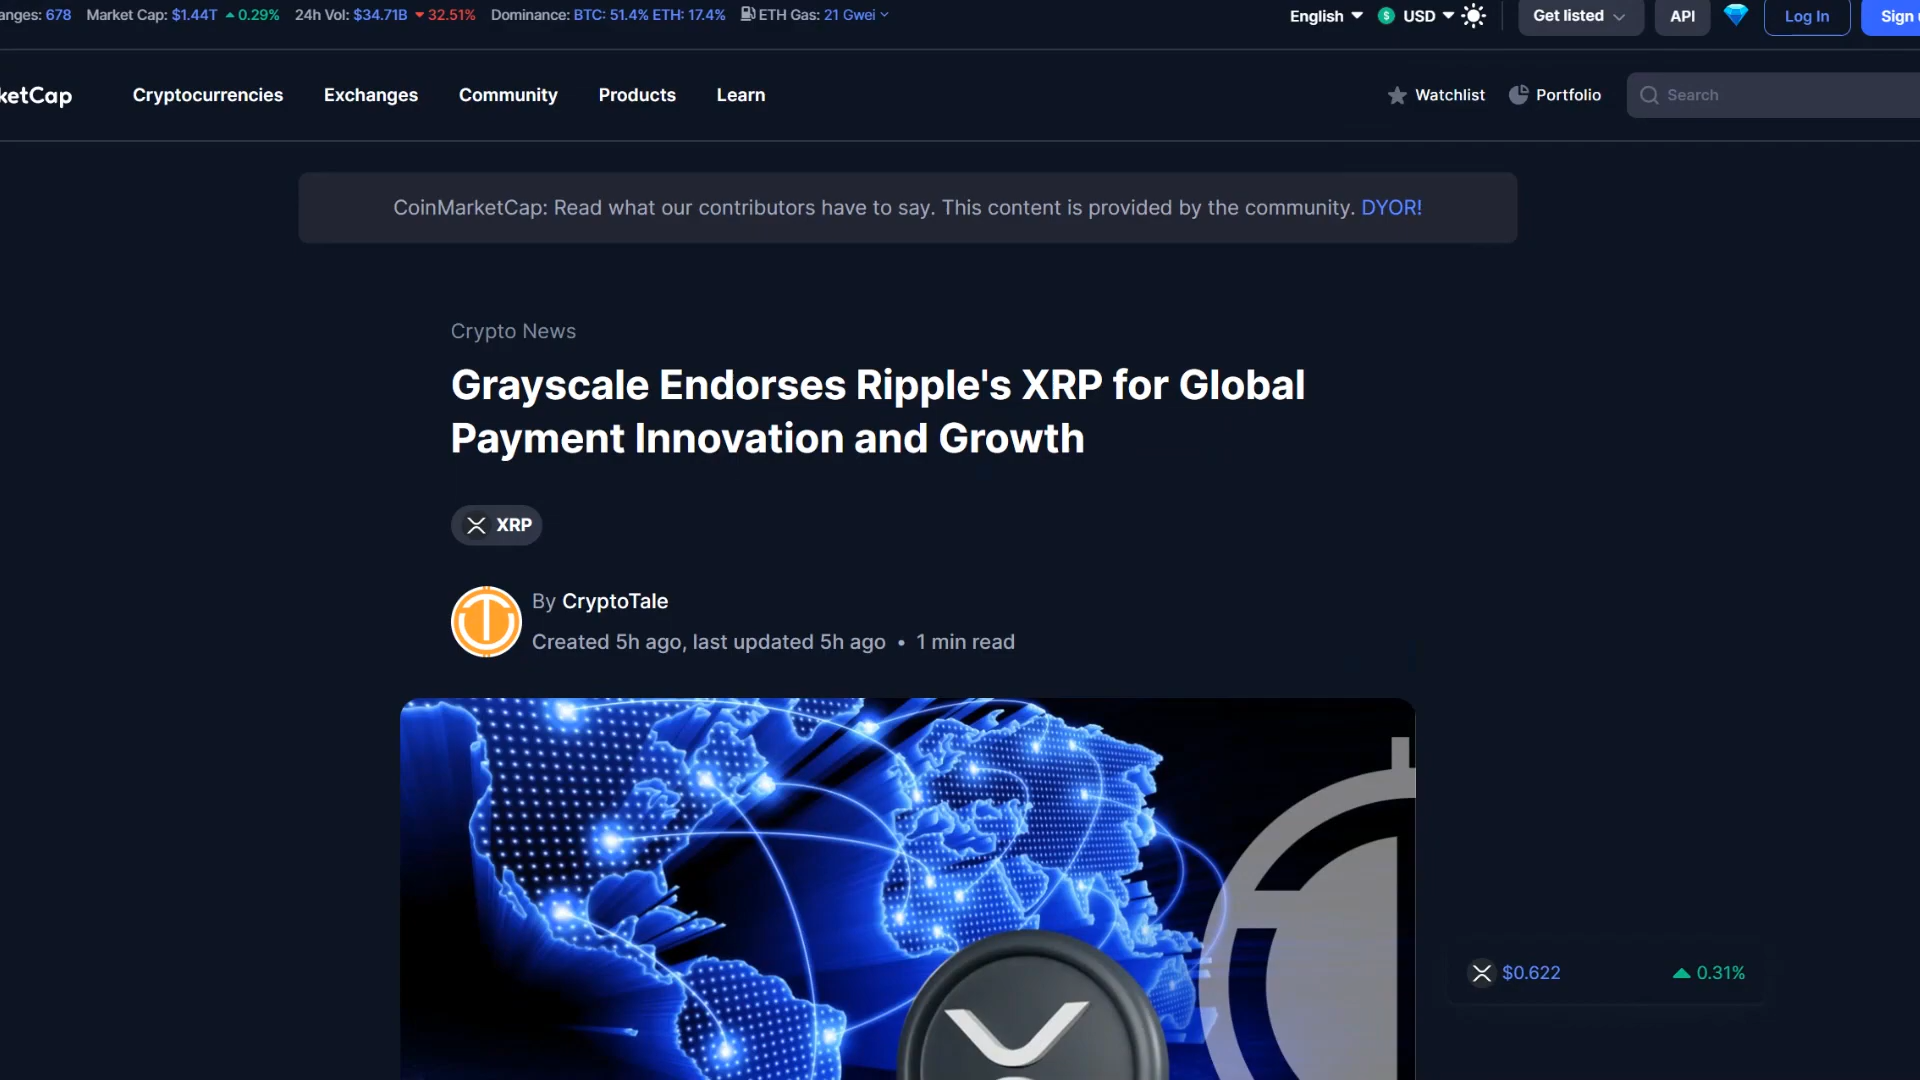 anges: 678 Market Cap: $1.44T 0.29% 24h Vol: $34.71B 32.51% Dominance: BTC: 51.4% ETH: 17.4% ETH Gas: 21 Gwei
English USD Get listed API Log In Sign
ketCap Cryptocurrencies Exchanges Community Products Learn Watchlist Portfolio Search
CoinMarketCap: Read what our contributors have to say. This content is provided by the community. DYOR!
Crypto News
Grayscale Endorses Ripple's XRP for Global
Payment Innovation and Growth
XRP
By CryptoTale
Created 5h ago, last updated 5h ago • 1 min read
$0.622 0.31%